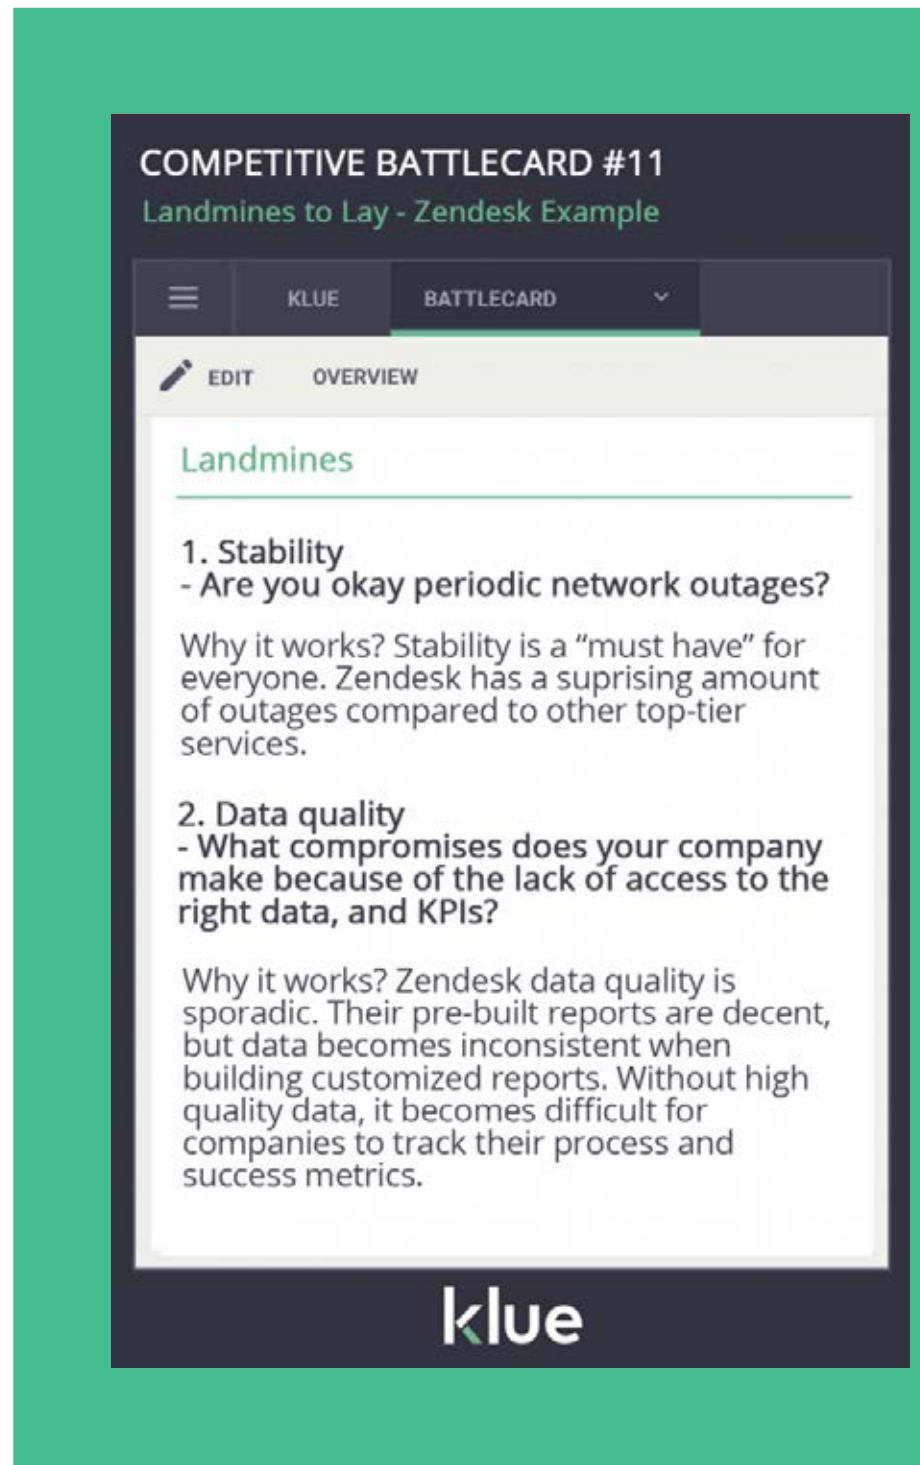 COMPETITIVE BATTLECARD #11
Landmines to Lay - Zendesk Example
KLUE BATTLECARD
EDIT OVERVIEW
Landmines
1. Stability
- Are you okay periodic network outages?
Why it works? Stability is a “must have” for
everyone. Zendesk has a suprising amount
of outages compared to other top-tier
services.
2. Data quality
- What compromises does your company
make because of the lack of access to the
right data, and KPIs?
Why it works? Zendesk data quality is
sporadic. Their pre-built reports are decent,
but data becomes inconsistent when
building customized reports. Without high
quality data, it becomes difficult for
companies to track their process and
success metrics.
klue